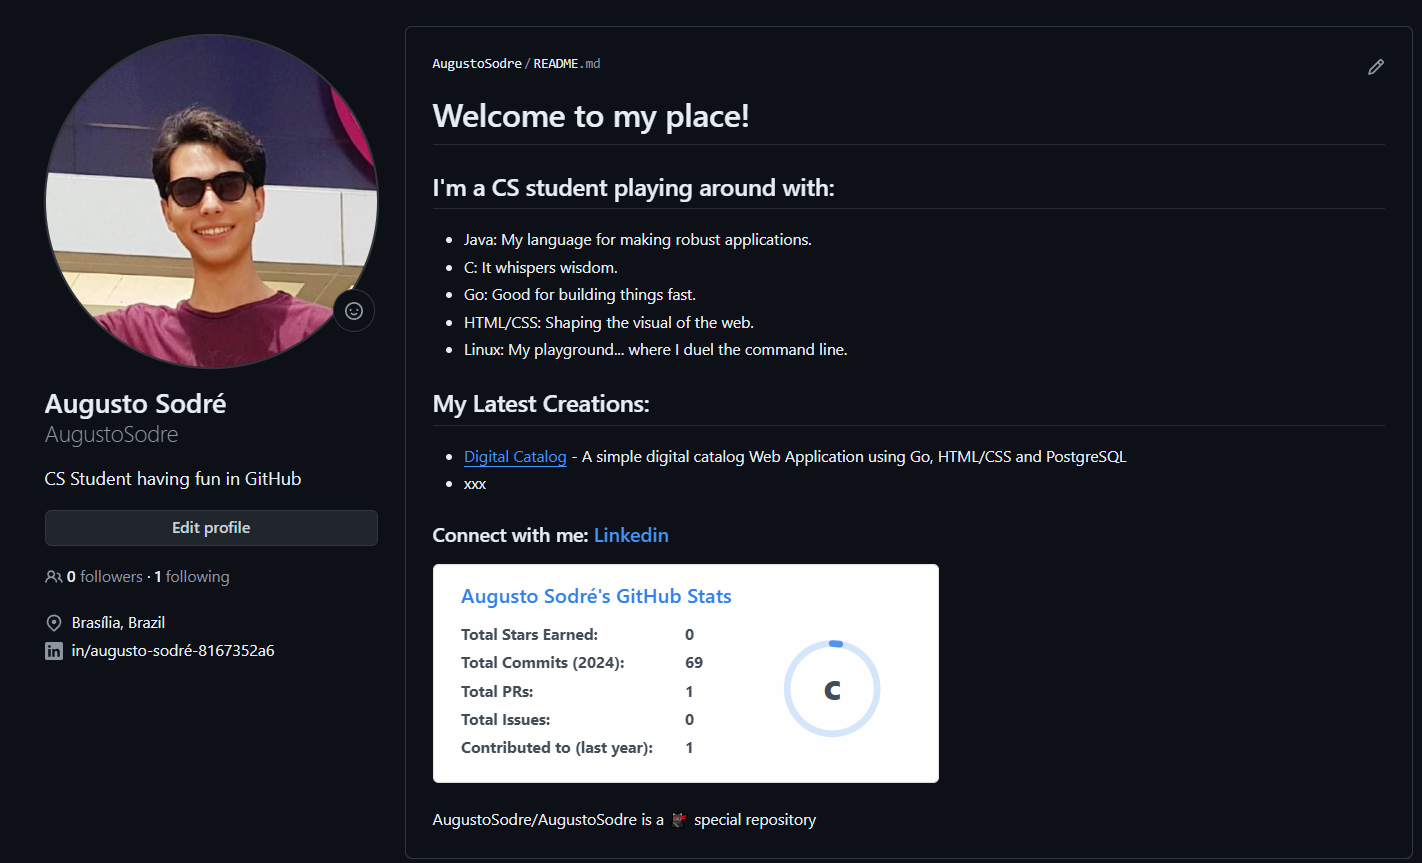 Augusto Sodré
AugustoSodre
CS Student having fun in GitHub
Edit profile
0 followers · 1 following
Brasília, Brazil
in/augusto-sodré-8167352a6
AugustoSodre/README.md
Welcome to my place!
I'm a CS student playing around with:
Java: My language for making robust applications.
C: It whispers wisdom.
Go: Good for building things fast.
HTML/CSS: Shaping the visual of the web.
Linux: My playground... where I duel the command line.
My Latest Creations:
Digital Catalog - A simple digital catalog Web Application using Go, HTML/CSS and PostgreSQL
xxx
Connect with me: Linkedin
Augusto Sodré's GitHub Stats
Total Stars Earned: 0
Total Commits (2024): 69
Total PRs: 1
Total Issues: 0
Contributed to (last year): 1
C
AugustoSodre/AugustoSodre is a special repository